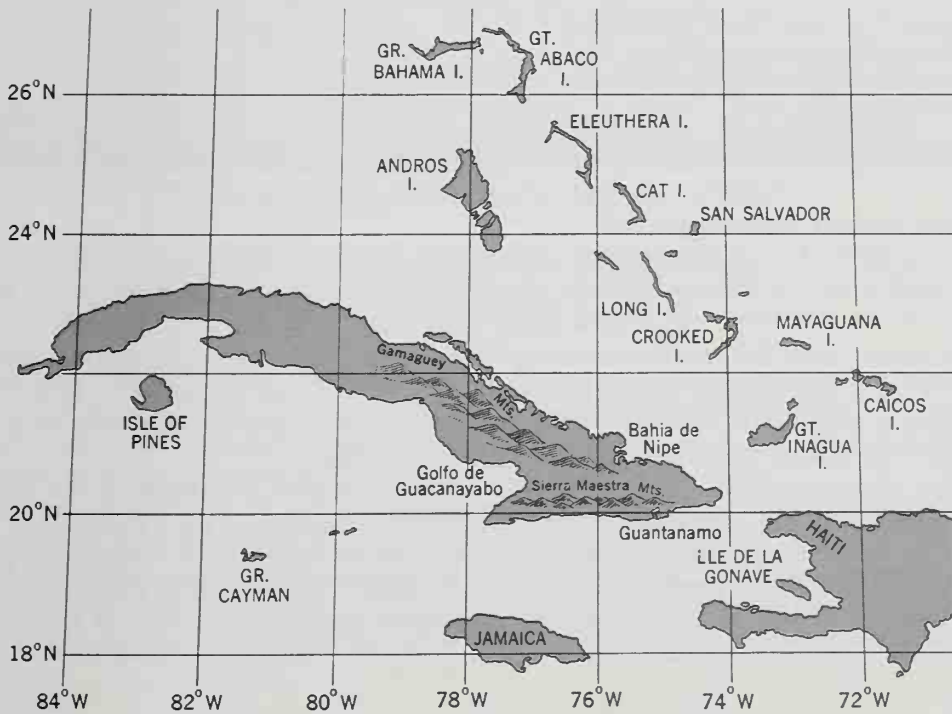 GR.
BAHAMA I.
GT.
ABACO
I.
26°N
ELEUTHERA I.
ANDROS
I.
CAT I.
SAN SALVADOR
24°N
LONG I.
CROOKED
I.
MAYAGUANA
I.
Gamaguey
Mts.
22°N
CAICOS
I.
ISLE OF
PINES
GT.
INAGUA
I.
Bahia de
Nipe
Golfo de
Guacanayabo
Sierra Maestra Mts.
20°N
Guantanamo
HAITI
ILE DE LA
GONAVE
GR.
CAYMAN
JAMAICA
18°N
84°W
82°W
80°W
78°W
76°W
74°W
72°W